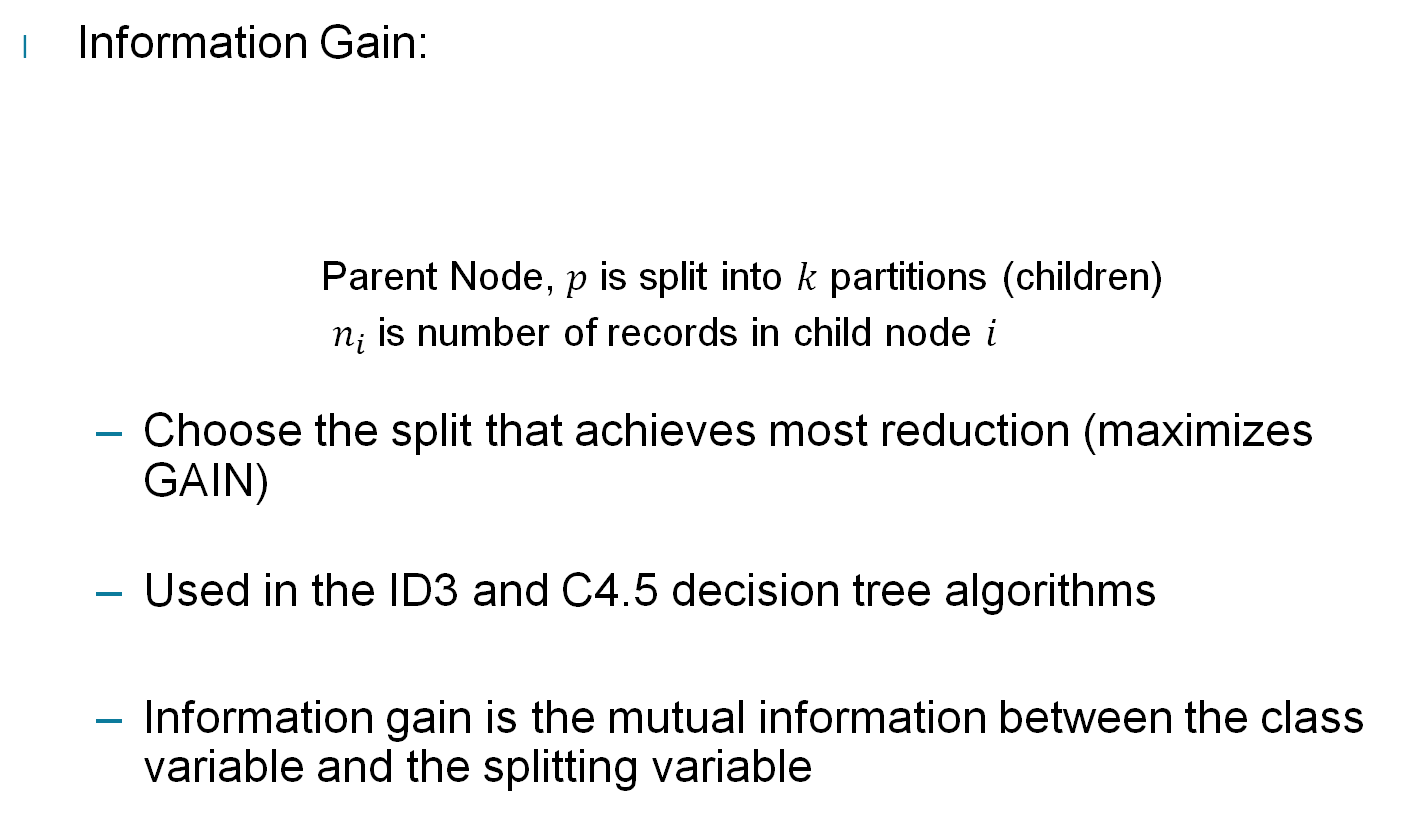 Information Gain:
Parent Node, p is split into k partitions (children)
nᵢ is number of records in child node i
– Choose the split that achieves most reduction (maximizes
GAIN)
– Used in the ID3 and C4.5 decision tree algorithms
– Information gain is the mutual information between the class
variable and the splitting variable